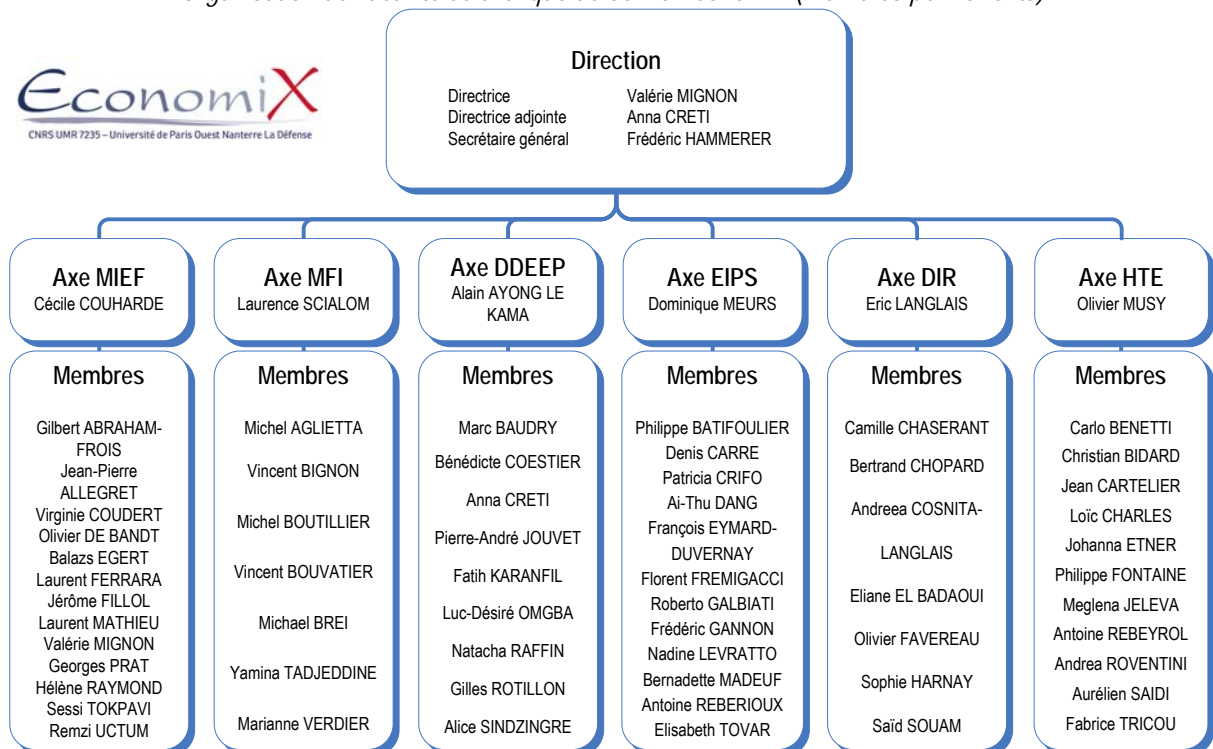 EconomiX
CNRS UMR 7235 – Université de Paris Ouest Nanterre La Défense
Direction
Directrice Valérie MIGNON
Directrice adjointe Anna CRETI
Secrétaire général Frédéric HAMMERER
Axe MIEF
Cécile COUHARDE
Axe MFI
Laurence SCIALOM
Axe DDEEP
Alain AYONG LE
KAMA
Axe EIPS
Dominique MEURS
Axe DIR
Eric LANGLAIS
Axe HTE
Olivier MUSY
Membres
Gilbert ABRAHAM-
FROIS
Jean-Pierre
ALLEGRET
Virginie COUDERT
Olivier DE BANDT
Balazs EGERT
Laurent FERRARA
Jérôme FILLOL
Laurent MATHIEU
Valérie MIGNON
Georges PRAT
Hélène RAYMOND
Sessi TOKPAVI
Remzi UCTUM
Membres
Michel AGLIETTA
Vincent BIGNON
Michel BOUTILLIER
Vincent BOUVATIER
Michael BREI
Yamina TADJEDDINE
Marianne VERDIER
Membres
Marc BAUDRY
Bénédicte COESTIER
Anna CRETI
Pierre-André JOUVET
Fatih KARANFIL
Luc-Désiré OMGBA
Natacha RAFFIN
Gilles ROTILLON
Alice SINDZINGRE
Membres
Philippe BATIFOULIER
Denis CARRE
Patricia CRIFO
Ai-Thu DANG
François EYMARD-
DUVERNAY
Florent FREMIGACCI
Roberto GALBIATI
Frédéric GANNON
Nadine LEVRATTO
Bernadette MADEUF
Antoine REBERIOUX
Elisabeth TOVAR
Membres
Camille CHASERANT
Bertrand CHOPARD
Andreea COSNITA-
LANGLAIS
Eliane EL BADAOUI
Olivier FAVEREAU
Sophie HARNAY
Saïd SOUAM
Membres
Carlo BENETTI
Christian BIDARD
Jean CARTELIER
Loïc CHARLES
Johanna ETNER
Philippe FONTAINE
Meglena JELEVA
Antoine REBEYROL
Andrea ROVENTINI
Aurélien SAIDI
Fabrice TRICOU